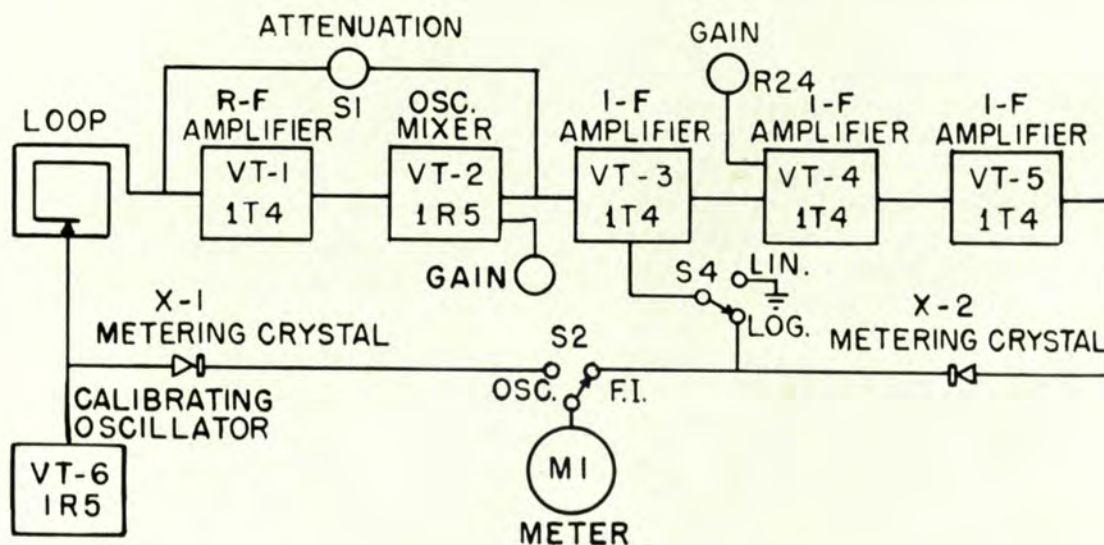 ATTENUATION
S1
GAIN
R24
LOOP
R-F
AMPLIFIER
VT-1
1T4
OSC.
MIXER
VT-2
1R5
GAIN
I-F
AMPLIFIER
VT-3
1T4
I-F
AMPLIFIER
VT-4
1T4
I-F
AMPLIFIER
VT-5
1T4
S4
LIN.
LOG.
X-1
METERING CRYSTAL
X-2
METERING CRYSTAL
S2
OSC.
F.I.
CALIBRATING
OSCILLATOR
VT-6
1R5
M1
METER